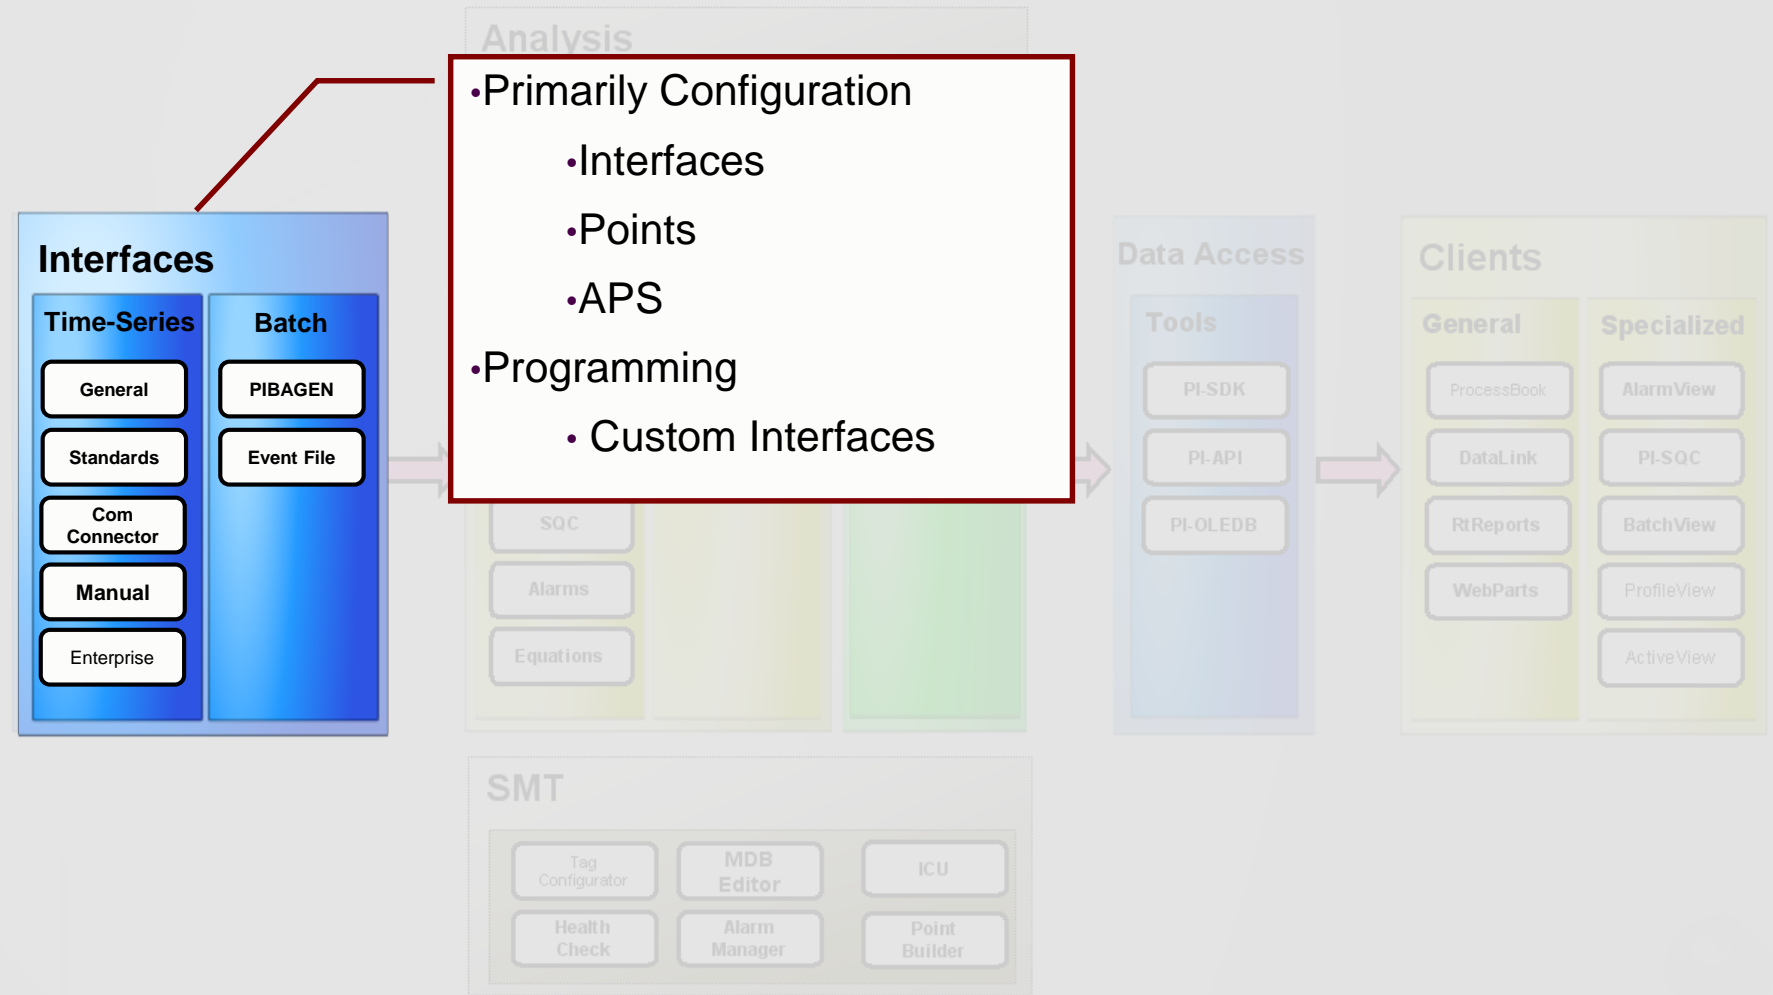 Analysis
•Primarily Configuration
•Interfaces
•Points
•APS
•Programming
• Custom Interfaces
Interfaces
Time-Series
Batch
General
PIBAGEN
Standards
Event File
Com
Connector
Manual
Enterprise
SQC
Alarms
Equations
Data Access
Tools
PI-SDK
PI-API
PI-OLEDB
Clients
General
Specialized
ProcessBook
AlarmView
DataLink
PI-SQC
RtReports
BatchView
WebParts
ProfileView
ActiveView
SMT
Tag
Configurator
MDB
Editor
ICU
Health
Check
Alarm
Manager
Point
Builder